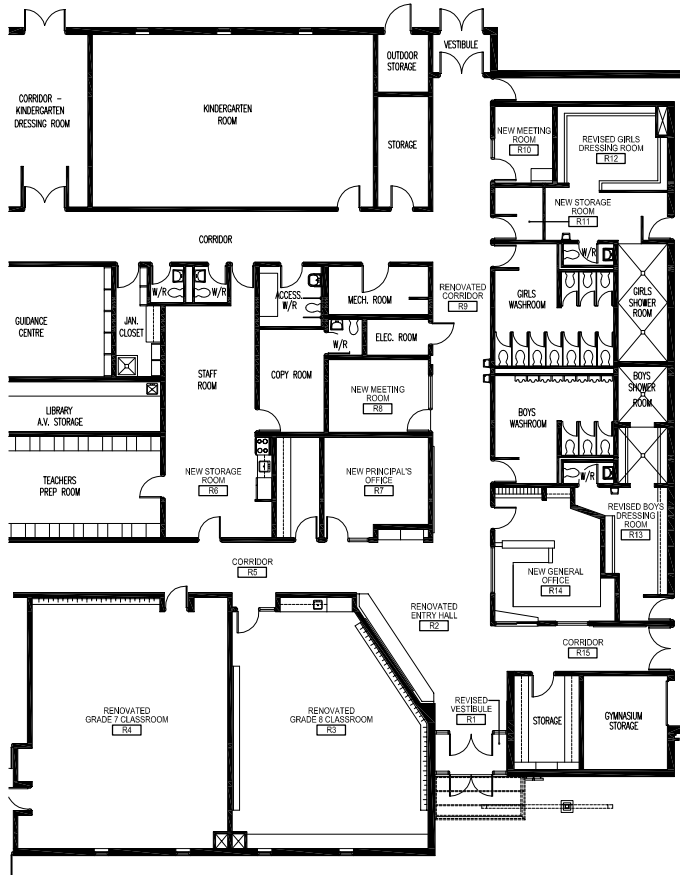 VESTIBULE
OUTDOOR
STORAGE
CORRIDOR –
KINDERGARTEN
DRESSING ROOM
KINDERGARTEN
ROOM
STORAGE
NEW MEETING
ROOM
R10
REVISED GIRLS
DRESSING ROOM
R12
NEW STORAGE
ROOM
R11
CORRIDOR
W/R
W/R
W/R
ACCESS.
W/R
MECH. ROOM
RENOVATED
CORRIDOR
R9
GIRLS
WASHROOM
GIRLS
SHOWER
ROOM
GUIDANCE
CENTRE
JAN.
CLOSET
W/R
ELEC. ROOM
STAFF
ROOM
COPY ROOM
NEW MEETING
ROOM
R8
BOYS
SHOWER
ROOM
BOYS
WASHROOM
LIBRARY
A.V. STORAGE
TEACHERS
PREP ROOM
NEW STORAGE
ROOM
R6
NEW PRINCIPAL'S
OFFICE
R7
W/R
REVISED BOYS
DRESSING
ROOM
R13
CORRIDOR
R5
NEW GENERAL
OFFICE
R14
RENOVATED
ENTRY HALL
R2
CORRIDOR
R15
RENOVATED
GRADE 7 CLASSROOM
R4
RENOVATED
GRADE 8 CLASSROOM
R3
REVISED
VESTIBULE
R1
STORAGE
GYMNASIUM
STORAGE